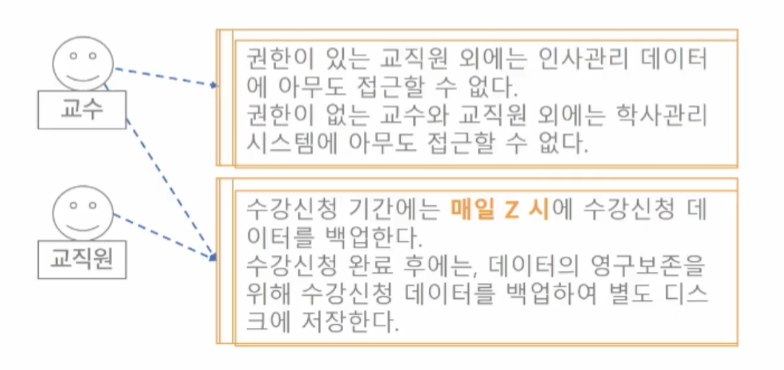 교수
권한이 있는 교직원 외에는 인사관리 데이터
에 아무도 접근할 수 없다.
권한이 없는 교수와 교직원 외에는 학사관리
시스템에 아무도 접근할 수 없다.
교직원
수강신청 기간에는 매일 Z 시에 수강신청 데
이터를 백업한다.
수강신청 완료 후에는, 데이터의 영구보존을
위해 수강신청 데이터를 백업하여 별도 디스
크에 저장한다.